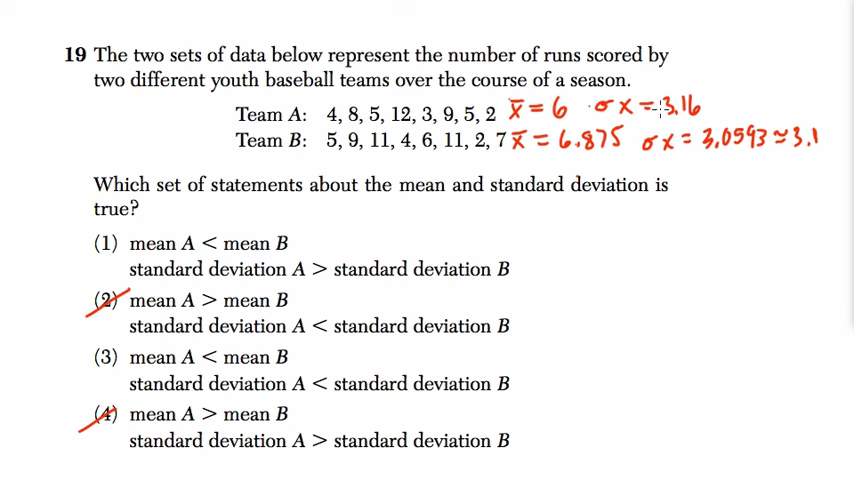 19 The two sets of data below represent the number of runs scored by
two different youth baseball teams over the course of a season.
Team A: 4, 8, 5, 12, 3, 9, 5, 2 x̄ = 6 σx = 3.16
Team B: 5, 9, 11, 4, 6, 11, 2, 7 x̄ = 6.875 σx = 3.0593 ≈ 3.1
Which set of statements about the mean and standard deviation is
true?
(1) mean A < mean B
standard deviation A > standard deviation B
(2) mean A > mean B
standard deviation A < standard deviation B
(3) mean A < mean B
standard deviation A < standard deviation B
(4) mean A > mean B
standard deviation A > standard deviation B